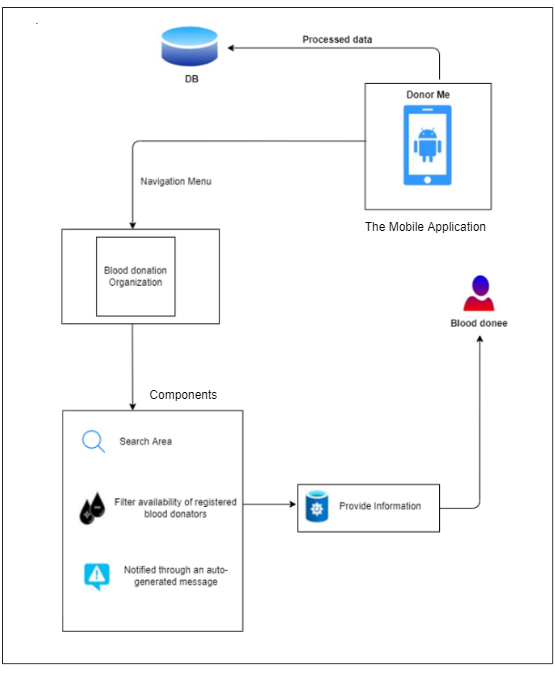 Processed data
DB
Donor Me
Navigation Menu
The Mobile Application
Blood donation
Organization
Blood donee
Components
Search Area
Filter availability of registered
blood donators
Provide Information
Notified through an auto-
generated message